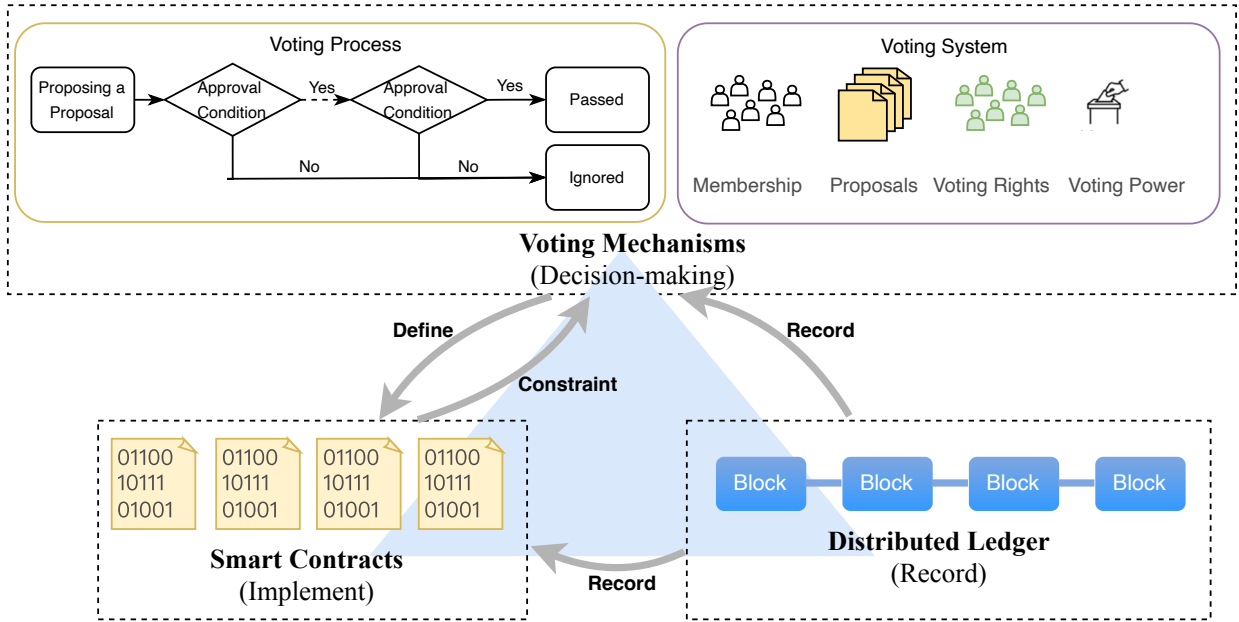 Voting Process
Proposing a
Proposal
Approval
Condition
Yes
Approval
Condition
Yes
Passed
No
No
Ignored
Voting System
Membership
Proposals
Voting Rights
Voting Power
Voting Mechanisms
(Decision-making)
Define
Constraint
Record
01100
10111
01001
01100
10111
01001
01100
10111
01001
01100
10111
01001
Smart Contracts
(Implement)
Record
Block
Block
Block
Block
Distributed Ledger
(Record)